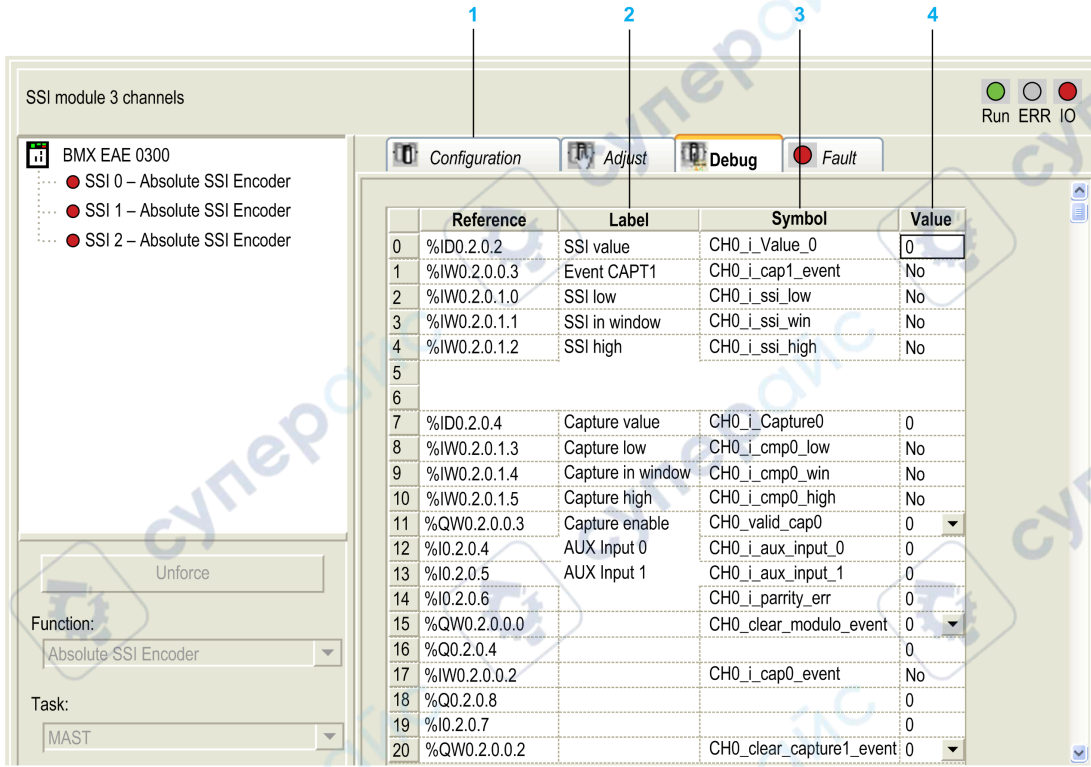 1 2 3 4
SSI module 3 channels
Run ERR IO
BMX EAE 0300
SSI 0 – Absolute SSI Encoder
SSI 1 – Absolute SSI Encoder
SSI 2 – Absolute SSI Encoder
Unforce
Function:
Absolute SSI Encoder
Task:
MAST
Configuration Adjust Debug Fault
Reference Label Symbol Value
0 %ID0.2.0.2 SSI value CH0_i_Value_0 0
1 %IW0.2.0.0.3 Event CAPT1 CH0_i_cap1_event No
2 %IW0.2.0.1.0 SSI low CH0_i_ssi_low No
3 %IW0.2.0.1.1 SSI in window CH0_i_ssi_win No
4 %IW0.2.0.1.2 SSI high CH0_i_ssi_high No
5
6
7 %ID0.2.0.4 Capture value CH0_i_Capture0 0
8 %IW0.2.0.1.3 Capture low CH0_i_cmp0_low No
9 %IW0.2.0.1.4 Capture in window CH0_i_cmp0_win No
10 %IW0.2.0.1.5 Capture high CH0_i_cmp0_high No
11 %QW0.2.0.0.3 Capture enable CH0_valid_cap0 0
12 %I0.2.0.4 AUX Input 0 CH0_i_aux_input_0 0
13 %I0.2.0.5 AUX Input 1 CH0_i_aux_input_1 0
14 %I0.2.0.6 CH0_i_parrity_err 0
15 %QW0.2.0.0.0 CH0_clear_modulo_event 0
16 %Q0.2.0.4 0
17 %IW0.2.0.0.2 CH0_i_cap0_event No
18 %Q0.2.0.8 0
19 %I0.2.0.7 0
20 %QW0.2.0.0.2 CH0_clear_capture1_event 0
суперайс
суперайс
суперайс